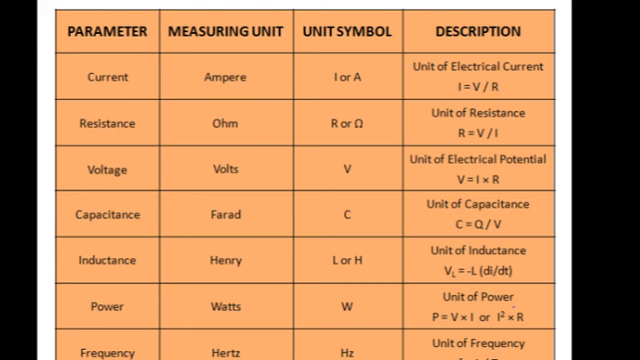 PARAMETER MEASURING UNIT UNIT SYMBOL DESCRIPTION
Current Ampere I or A Unit of Electrical Current
I = V / R
Resistance Ohm R or Ω Unit of Resistance
R = V / I
Voltage Volts V Unit of Electrical Potential
V = I × R
Capacitance Farad C Unit of Capacitance
C = Q / V
Inductance Henry L or H Unit of Inductance
V_L = -L (di/dt)
Power Watts W Unit of Power
P = V × I or I² × R
Frequency Hertz Hz Unit of Frequency